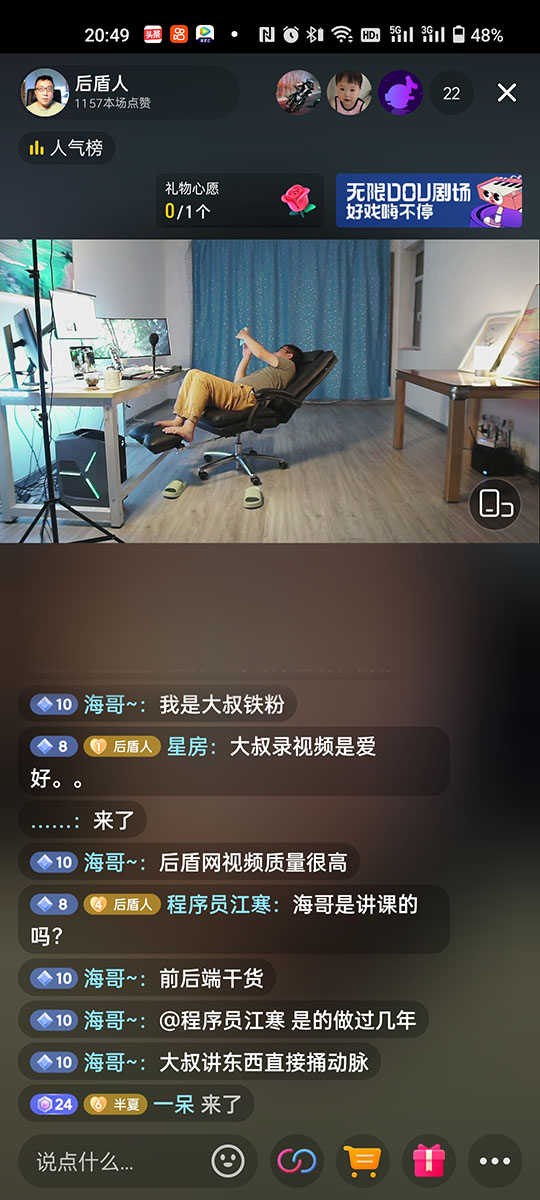 20:49
头条
HD
5G
3G
48%
后盾人
1157本场点赞
22
人气榜
礼物心愿
0/1个
无限DOU剧场
好戏嗨不停
10 海哥~： 我是大叔铁粉
8 1 后盾人 星房： 大叔录视频是爱
好。。
......： 来了
10 海哥~： 后盾网视频质量很高
8 4 后盾人 程序员江寒： 海哥是讲课的
吗?
10 海哥~： 前后端干货
10 海哥~： @程序员江寒 是的做过几年
10 海哥~： 大叔讲东西直接捅动脉
24 6 半夏 一呆 来了
说点什么...